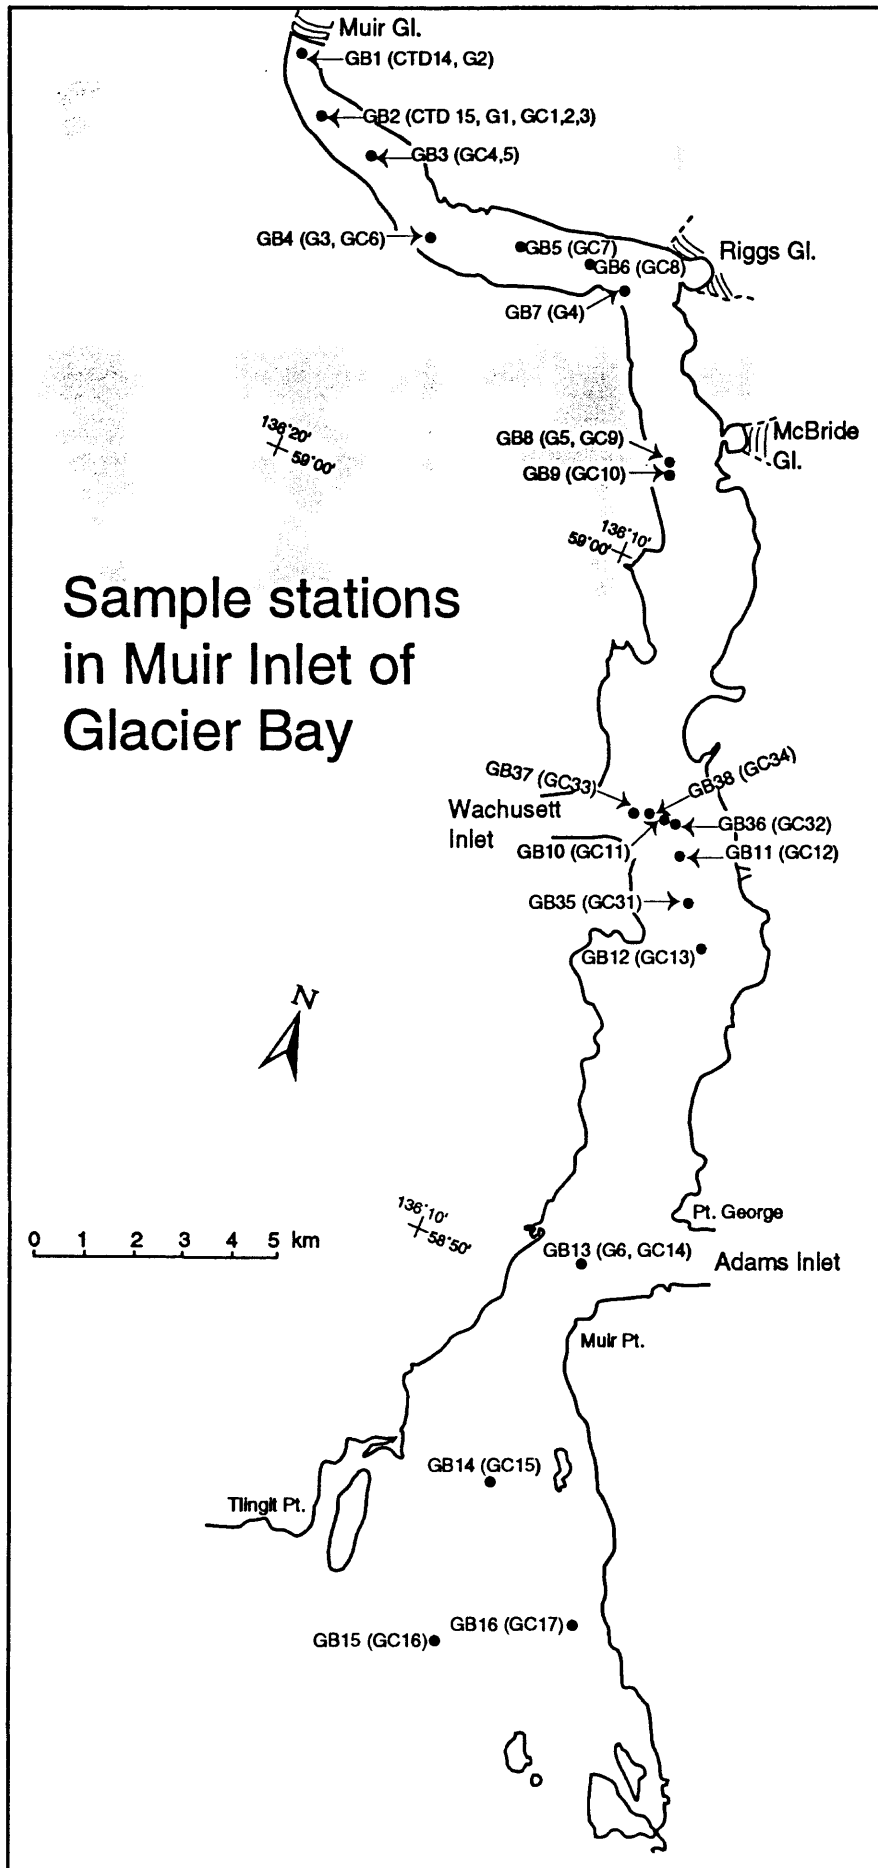 Muir Gl.
GB1 (CTD14, G2)
GB2 (CTD 15, G1, GC1,2,3)
GB3 (GC4,5)
GB4 (G3, GC6)
GB5 (GC7)
Riggs Gl.
GB6 (GC8)
GB7 (G4)
136°20'
59°00'
GB8 (G5, GC9)
McBride
Gl.
GB9 (GC10)
136°10'
59°00'
Sample stations
in Muir Inlet of
Glacier Bay
GB37 (GC33)
GB38 (GC34)
Wachusett
Inlet
GB36 (GC32)
GB10 (GC11)
GB11 (GC12)
GB35 (GC31)
GB12 (GC13)
N
136°10'
58°50'
Pt. George
0 1 2 3 4 5 km
GB13 (G6, GC14)
Adams Inlet
Muir Pt.
GB14 (GC15)
Tlingit Pt.
GB16 (GC17)
GB15 (GC16)